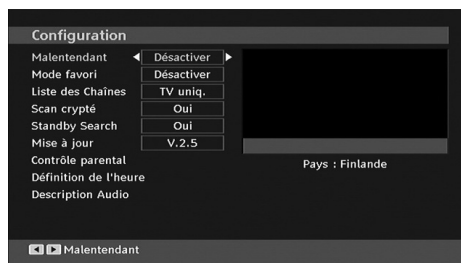 Configuration
Malentendant Désactiver
Mode favori Désactiver
Liste des Chaînes TV uniq.
Scan crypté Oui
Standby Search Oui
Mise à jour V.2.5
Contrôle parental
Définition de l'heure
Description Audio
Pays : Finlande
Malentendant